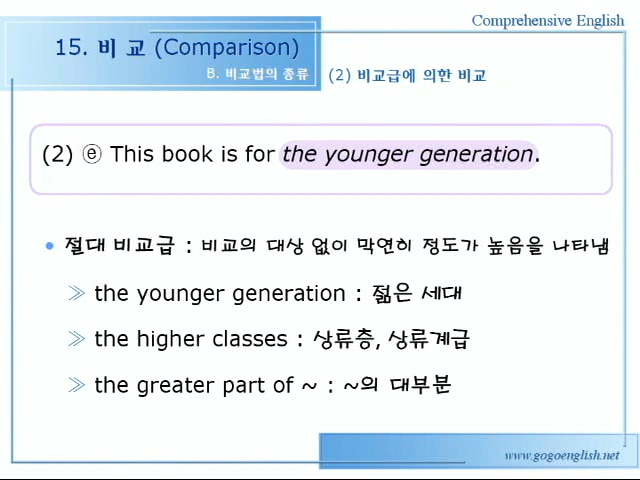 Comprehensive English
15. 비 교 (Comparison)
B. 비교법의 종류
(2) 비교급에 의한 비교
(2) ⓔ This book is for the younger generation.
• 절대 비교급 : 비교의 대상 없이 막연히 정도가 높음을 나타냄
≫ the younger generation : 젊은 세대
≫ the higher classes : 상류층, 상류계급
≫ the greater part of ~ : ~의 대부분
www.gogoenglish.net